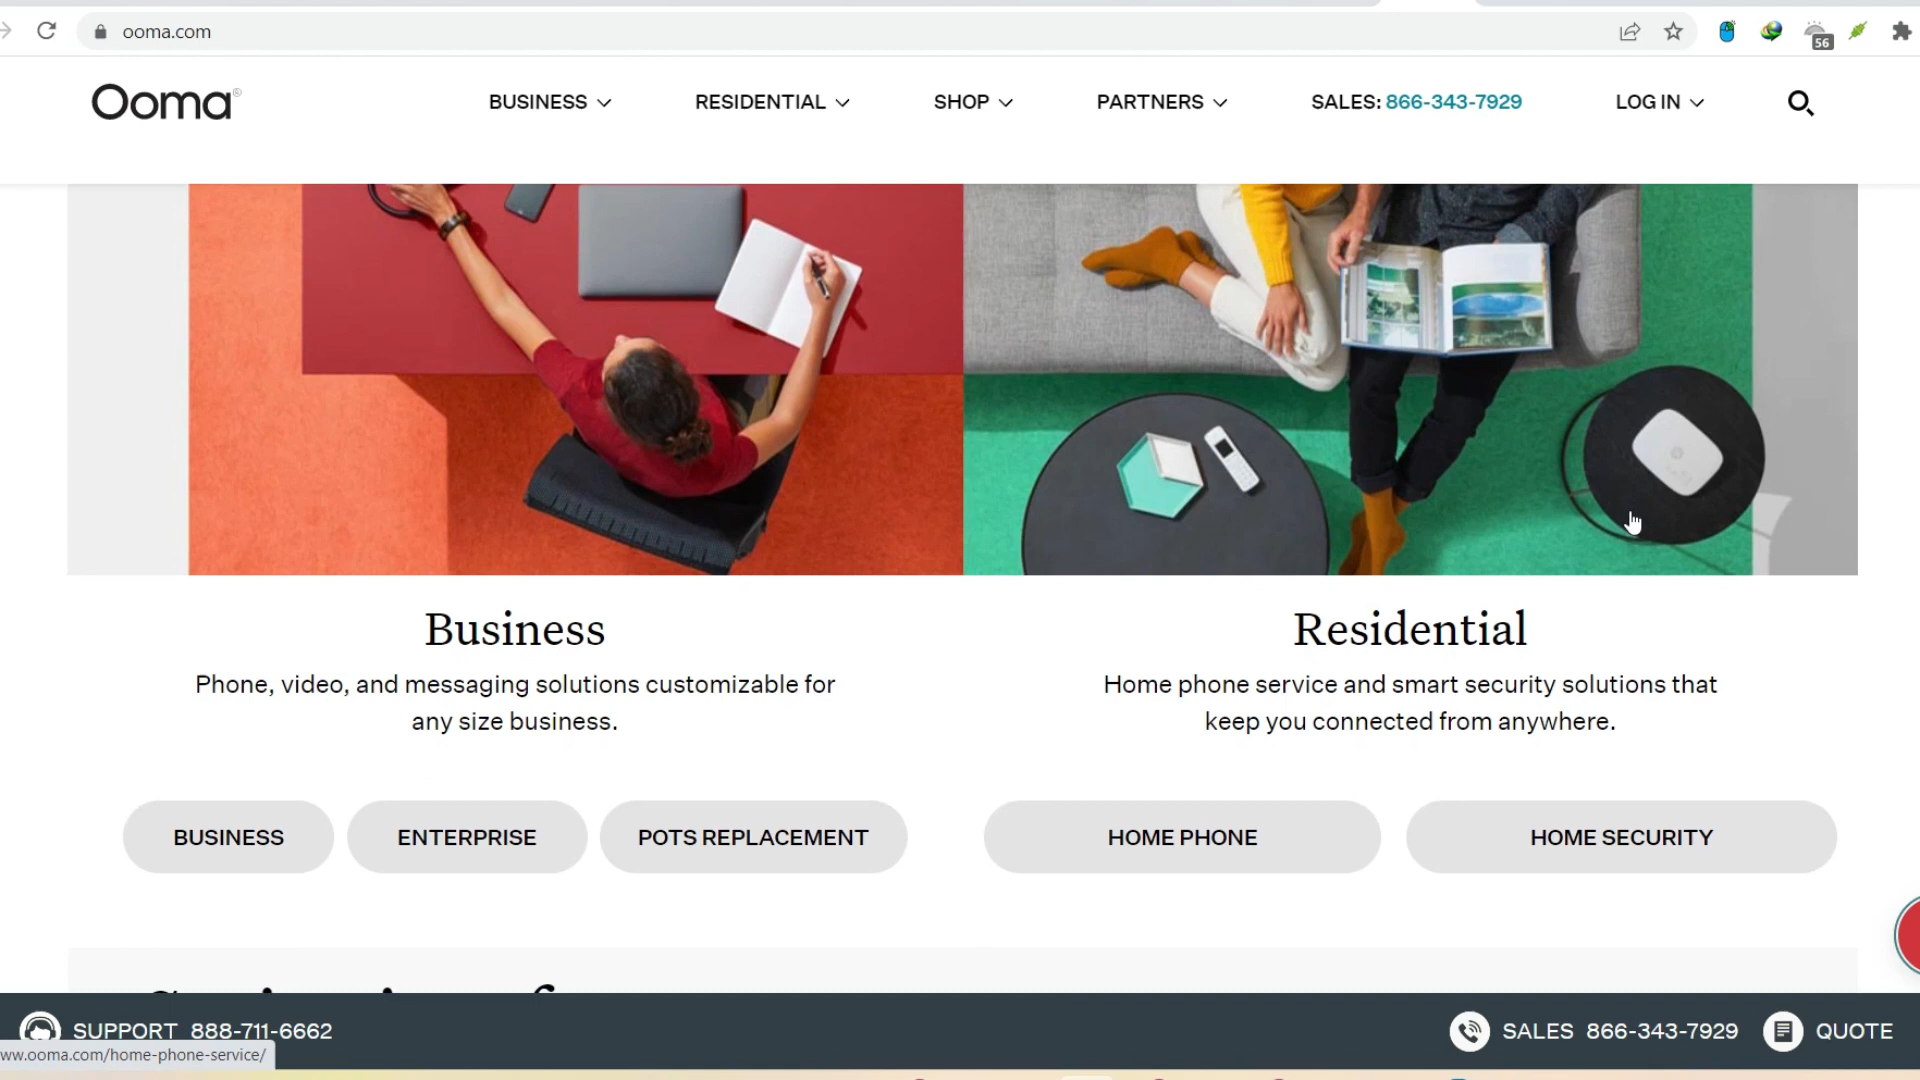 ooma.com
56
Ooma®
BUSINESS
RESIDENTIAL
SHOP
PARTNERS
SALES: 866-343-7929
LOG IN
Business
Phone, video, and messaging solutions customizable for
any size business.
Residential
Home phone service and smart security solutions that
keep you connected from anywhere.
BUSINESS
ENTERPRISE
POTS REPLACEMENT
HOME PHONE
HOME SECURITY
SUPPORT 888-711-6662
SALES 866-343-7929
QUOTE
ww.ooma.com/home-phone-service/